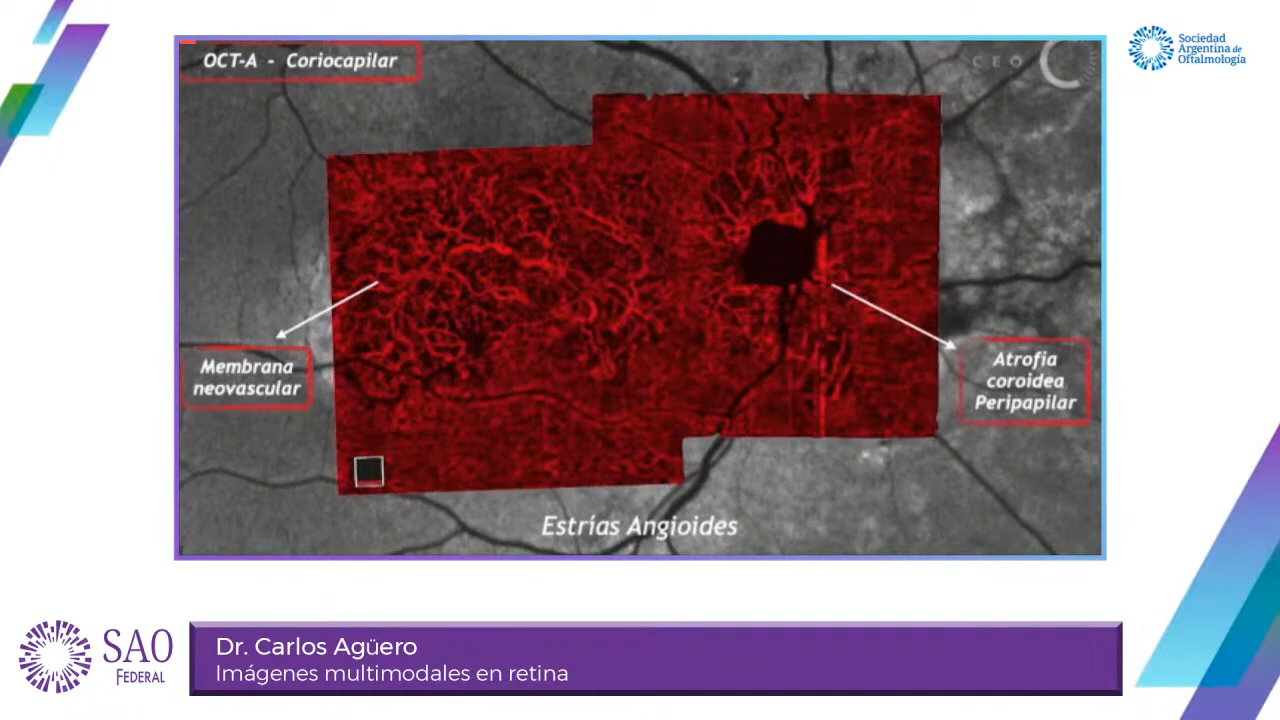 OCT-A - Coriocapilar
CEO
Sociedad
Argentina de
Oftalmología
Membrana
neovascular
Atrofia
coroidea
Peripapilar
Estrías Angioides
SAO
FEDERAL
Dr. Carlos Agüero
Imágenes multimodales en retina